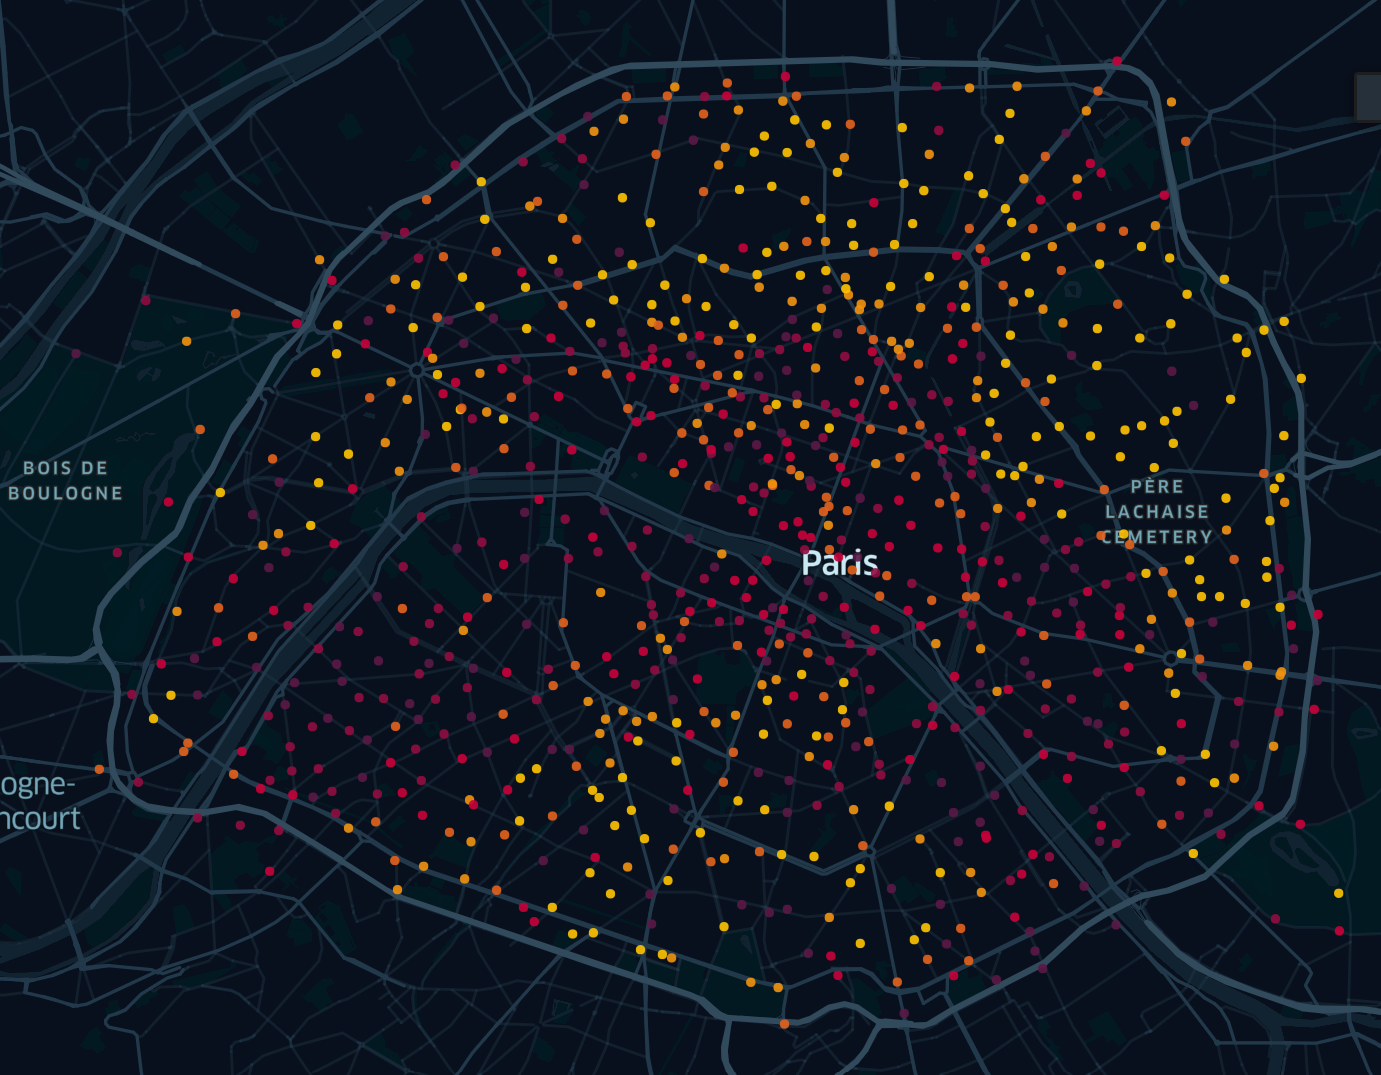 BOIS DE
BOULOGNE
PÈRE
LACHAISE
CEMETERY
Paris
ogne-
ncourt